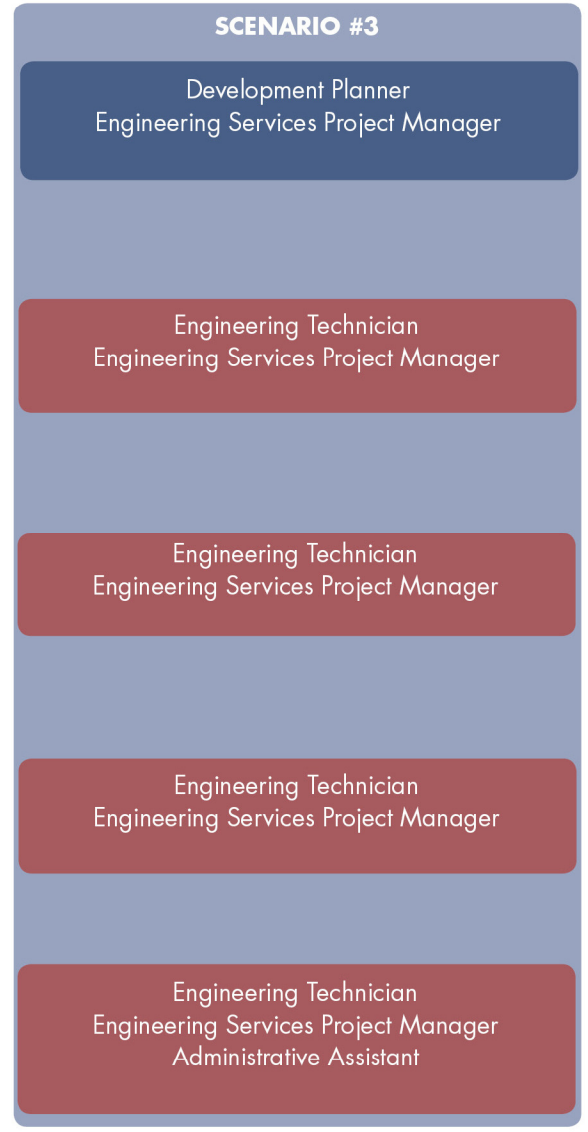 SCENARIO #3
Development Planner
Engineering Services Project Manager
Engineering Technician
Engineering Services Project Manager
Engineering Technician
Engineering Services Project Manager
Engineering Technician
Engineering Services Project Manager
Engineering Technician
Engineering Services Project Manager
Administrative Assistant